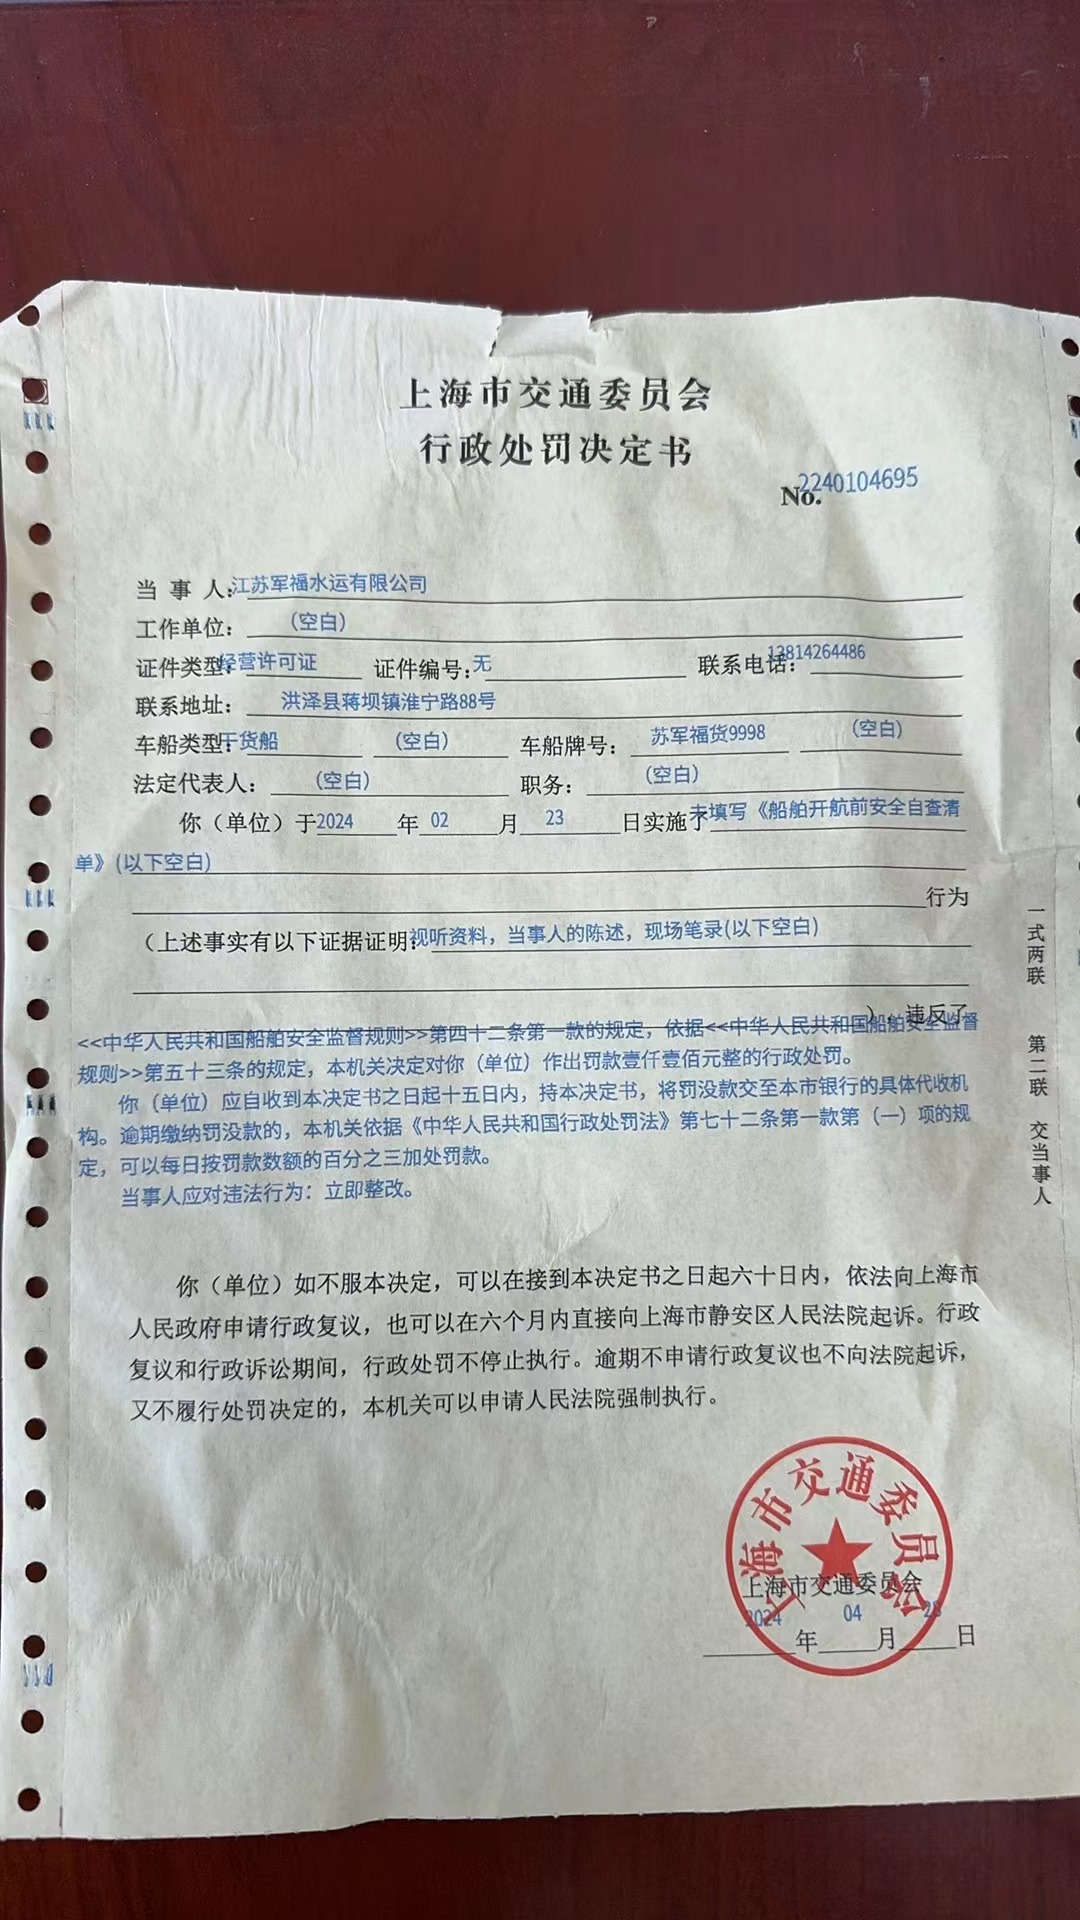 上海市交通委员会
行政处罚决定书
No.2240104695
当事人:江苏军福水运有限公司
工作单位: (空白)
证件类型:经营许可证 证件编号:无 联系电话:13814264486
联系地址: 洪泽县蒋坝镇淮宁路88号
车船类型:干货船 (空白) 车船牌号: 苏军福货9998 (空白)
法定代表人: (空白) 职务: (空白)
你（单位）于2024年02月23日实施了未填写《船舶开航前安全自查清
单》(以下空白)
行为
（上述事实有以下证据证明:视听资料，当事人的陈述，现场笔录(以下空白)
），违反了
<<中华人民共和国船舶安全监督规则>>第四十二条第一款的规定，依据<<中华人民共和国船舶安全监督
规则>>第五十三条的规定，本机关决定对你（单位）作出罚款壹仟壹佰元整的行政处罚。
你（单位）应自收到本决定书之日起十五日内，持本决定书，将罚没款交至本市银行的具体代收机
构。逾期缴纳罚没款的，本机关依据《中华人民共和国行政处罚法》第七十二条第一款第（一）项的规
定，可以每日按罚款数额的百分之三加处罚款。
当事人应对违法行为：立即整改。
你（单位）如不服本决定，可以在接到本决定书之日起六十日内，依法向上海市
人民政府申请行政复议，也可以在六个月内直接向上海市静安区人民法院起诉。行政
复议和行政诉讼期间，行政处罚不停止执行。逾期不申请行政复议也不向法院起诉，
又不履行处罚决定的，本机关可以申请人民法院强制执行。
上海市交通委员会
上海市交通委员会
2024年04月28日
一式两联 第二联 交当事人